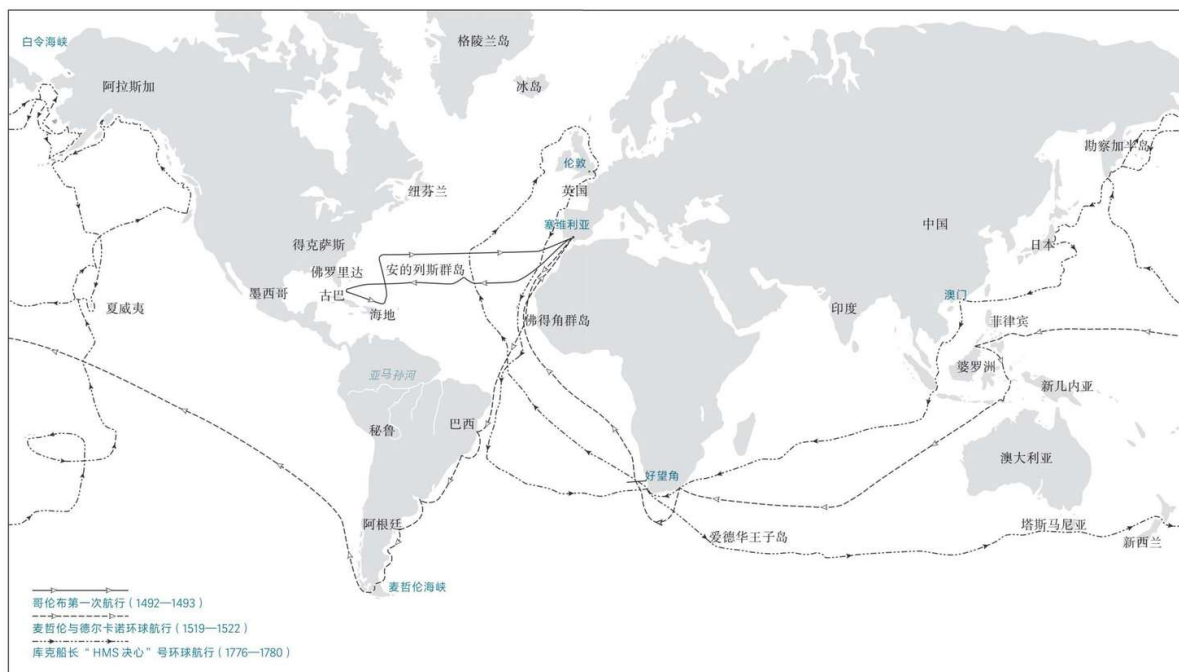 白令海峡
格陵兰岛
阿拉斯加
冰岛
勘察加半岛
伦敦
英国
纽芬兰
塞维利亚
中国
得克萨斯
日本
佛罗里达
安的列斯群岛
墨西哥
古巴
澳门
夏威夷
海地
印度
佛得角群岛
菲律宾
亚马孙河
婆罗洲
新几内亚
秘鲁
巴西
澳大利亚
好望角
阿根廷
爱德华王子岛
塔斯马尼亚
新西兰
麦哲伦海峡
哥伦布第一次航行（1492—1493）
麦哲伦与德尔卡诺环球航行（1519—1522）
库克船长“HMS 决心”号环球航行（1776—1780）